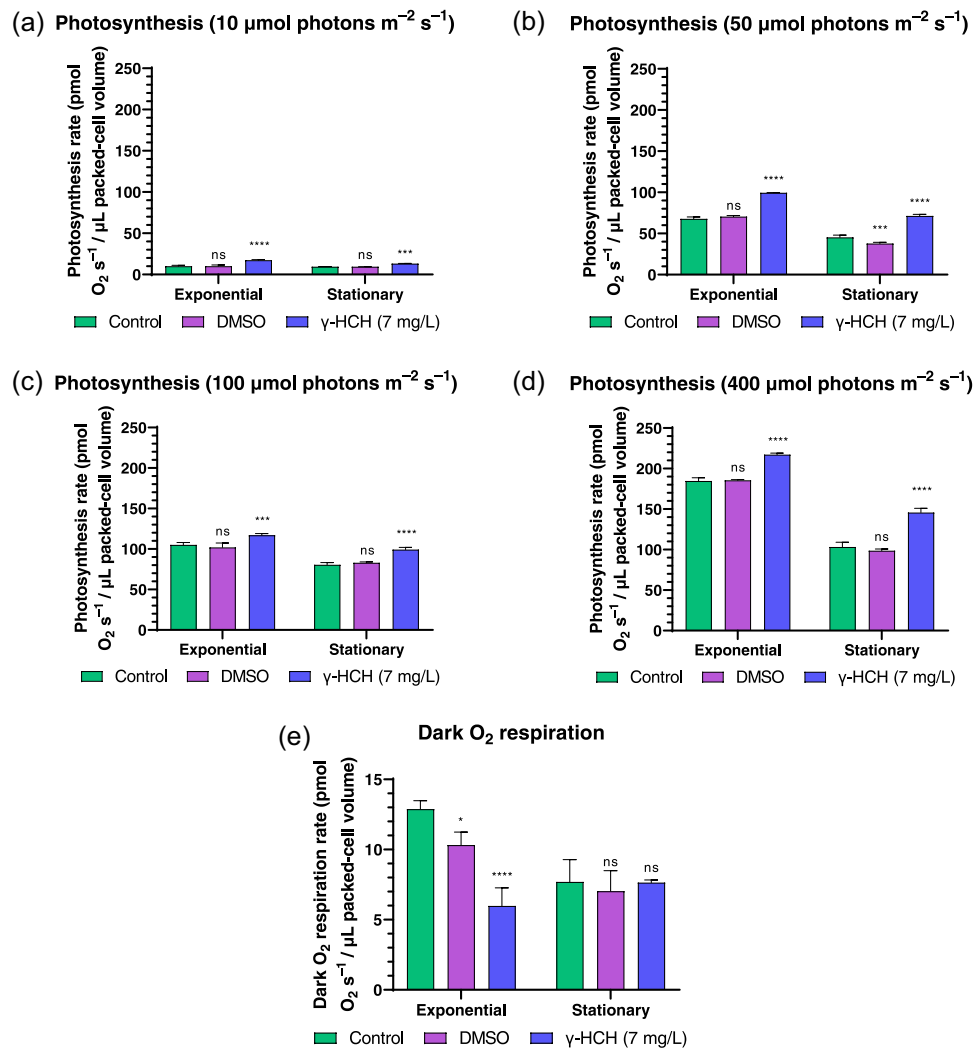 (a) Photosynthesis (10 μmol photons m⁻² s⁻¹)
Photosynthesis rate (pmol
O₂ s⁻¹ / μL packed-cell volume)
250
200
150
100
50
0
ns
****
ns
***
Exponential
Stationary
Control
DMSO
γ-HCH (7 mg/L)
(b) Photosynthesis (50 μmol photons m⁻² s⁻¹)
Photosynthesis rate (pmol
O₂ s⁻¹ / μL packed-cell volume)
250
200
150
100
50
0
ns
****
***
****
Exponential
Stationary
Control
DMSO
γ-HCH (7 mg/L)
(c) Photosynthesis (100 μmol photons m⁻² s⁻¹)
Photosynthesis rate (pmol
O₂ s⁻¹ / μL packed-cell volume)
250
200
150
100
50
0
ns
***
ns
****
Exponential
Stationary
Control
DMSO
γ-HCH (7 mg/L)
(d) Photosynthesis (400 μmol photons m⁻² s⁻¹)
Photosynthesis rate (pmol
O₂ s⁻¹ / μL packed-cell volume)
250
200
150
100
50
0
ns
****
ns
****
Exponential
Stationary
Control
DMSO
γ-HCH (7 mg/L)
(e) Dark O₂ respiration
Dark O₂ respiration rate (pmol
O₂ s⁻¹ / μL packed-cell volume)
15
10
5
0
*
****
ns
ns
Exponential
Stationary
Control
DMSO
γ-HCH (7 mg/L)